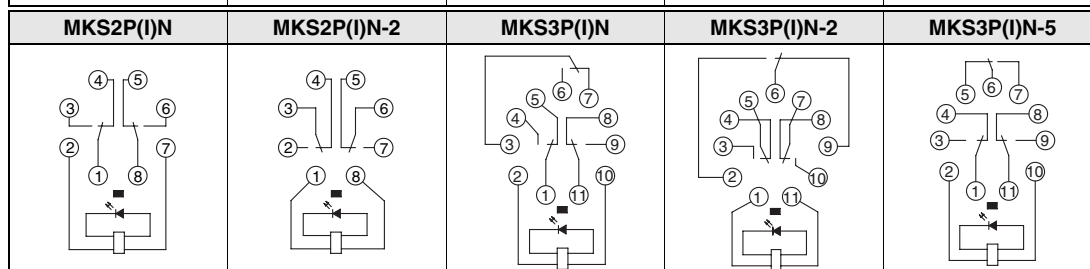 MKS2P(I)N MKS2P(I)N-2 MKS3P(I)N MKS3P(I)N-2 MKS3P(I)N-5
4 5 3 6 2 7 1 8
4 5 3 6 2 7 1 8
6 7 5 4 8 3 9 2 10 1 11
6 5 7 4 8 3 9 2 10 1 11
5 6 7 4 8 3 9 2 10 1 11